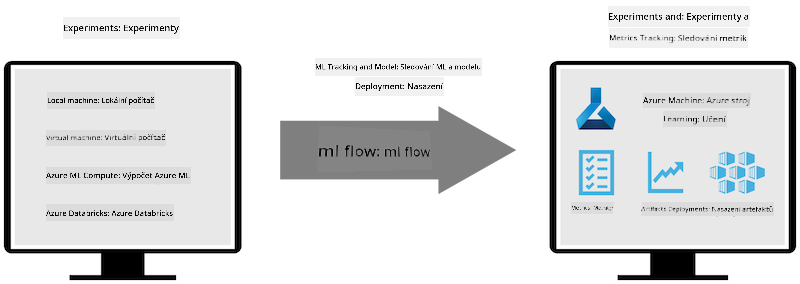 Experiments: Experimenty
Local machine: Lokální počítač
Virtual machine: Virtuální počítač
Azure ML Compute: Výpočet Azure ML
Azure Databricks: Azure Databricks
ML Tracking and Model: Sledování ML a modelu
Deployment: Nasazení
ml flow: ml flow
Experiments and: Experimenty a
Metrics Tracking: Sledování metrik
Azure Machine: Azure stroj
Learning: Učení
Metrics: Metriky
Artifacts Deployments: Nasazení artefaktů